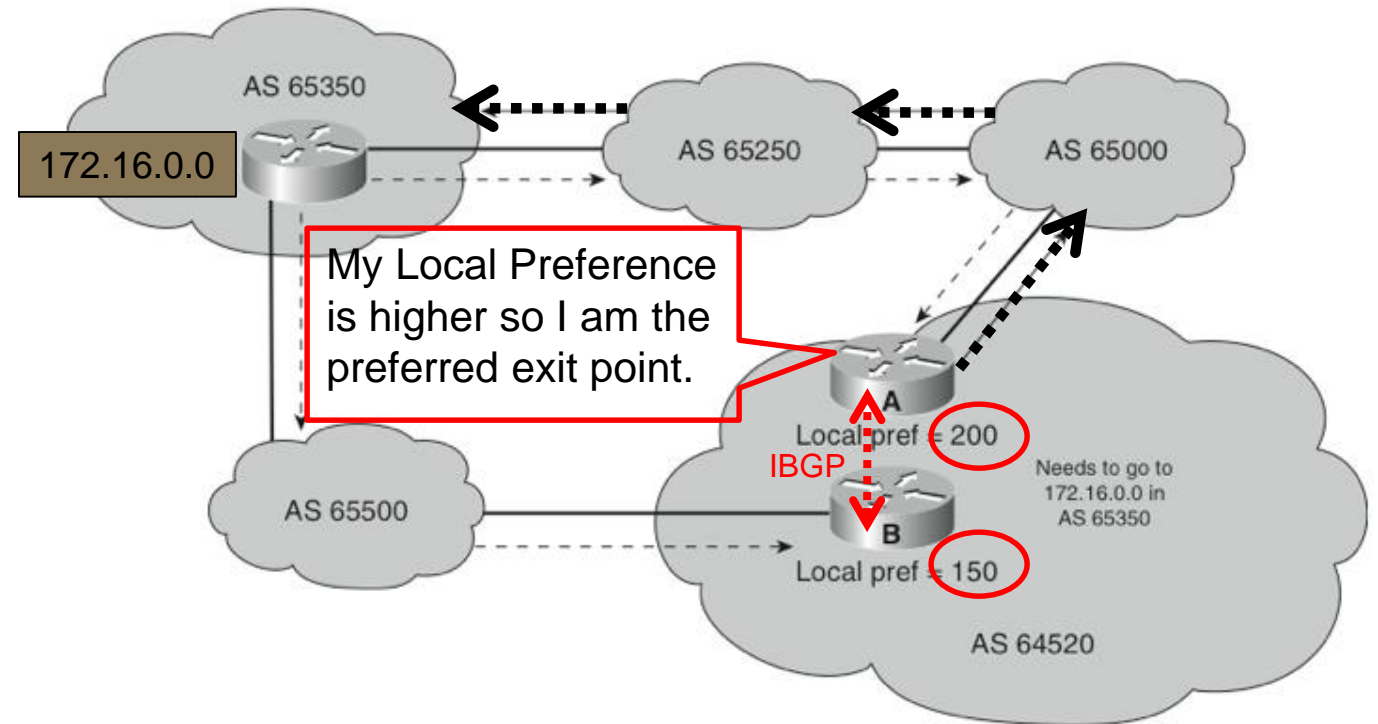 AS 65350
172.16.0.0
AS 65250
AS 65000
My Local Preference
is higher so I am the
preferred exit point.
A
Local pref = 200
IBGP
Needs to go to
172.16.0.0 in
AS 65350
AS 65500
B
Local pref = 150
AS 64520